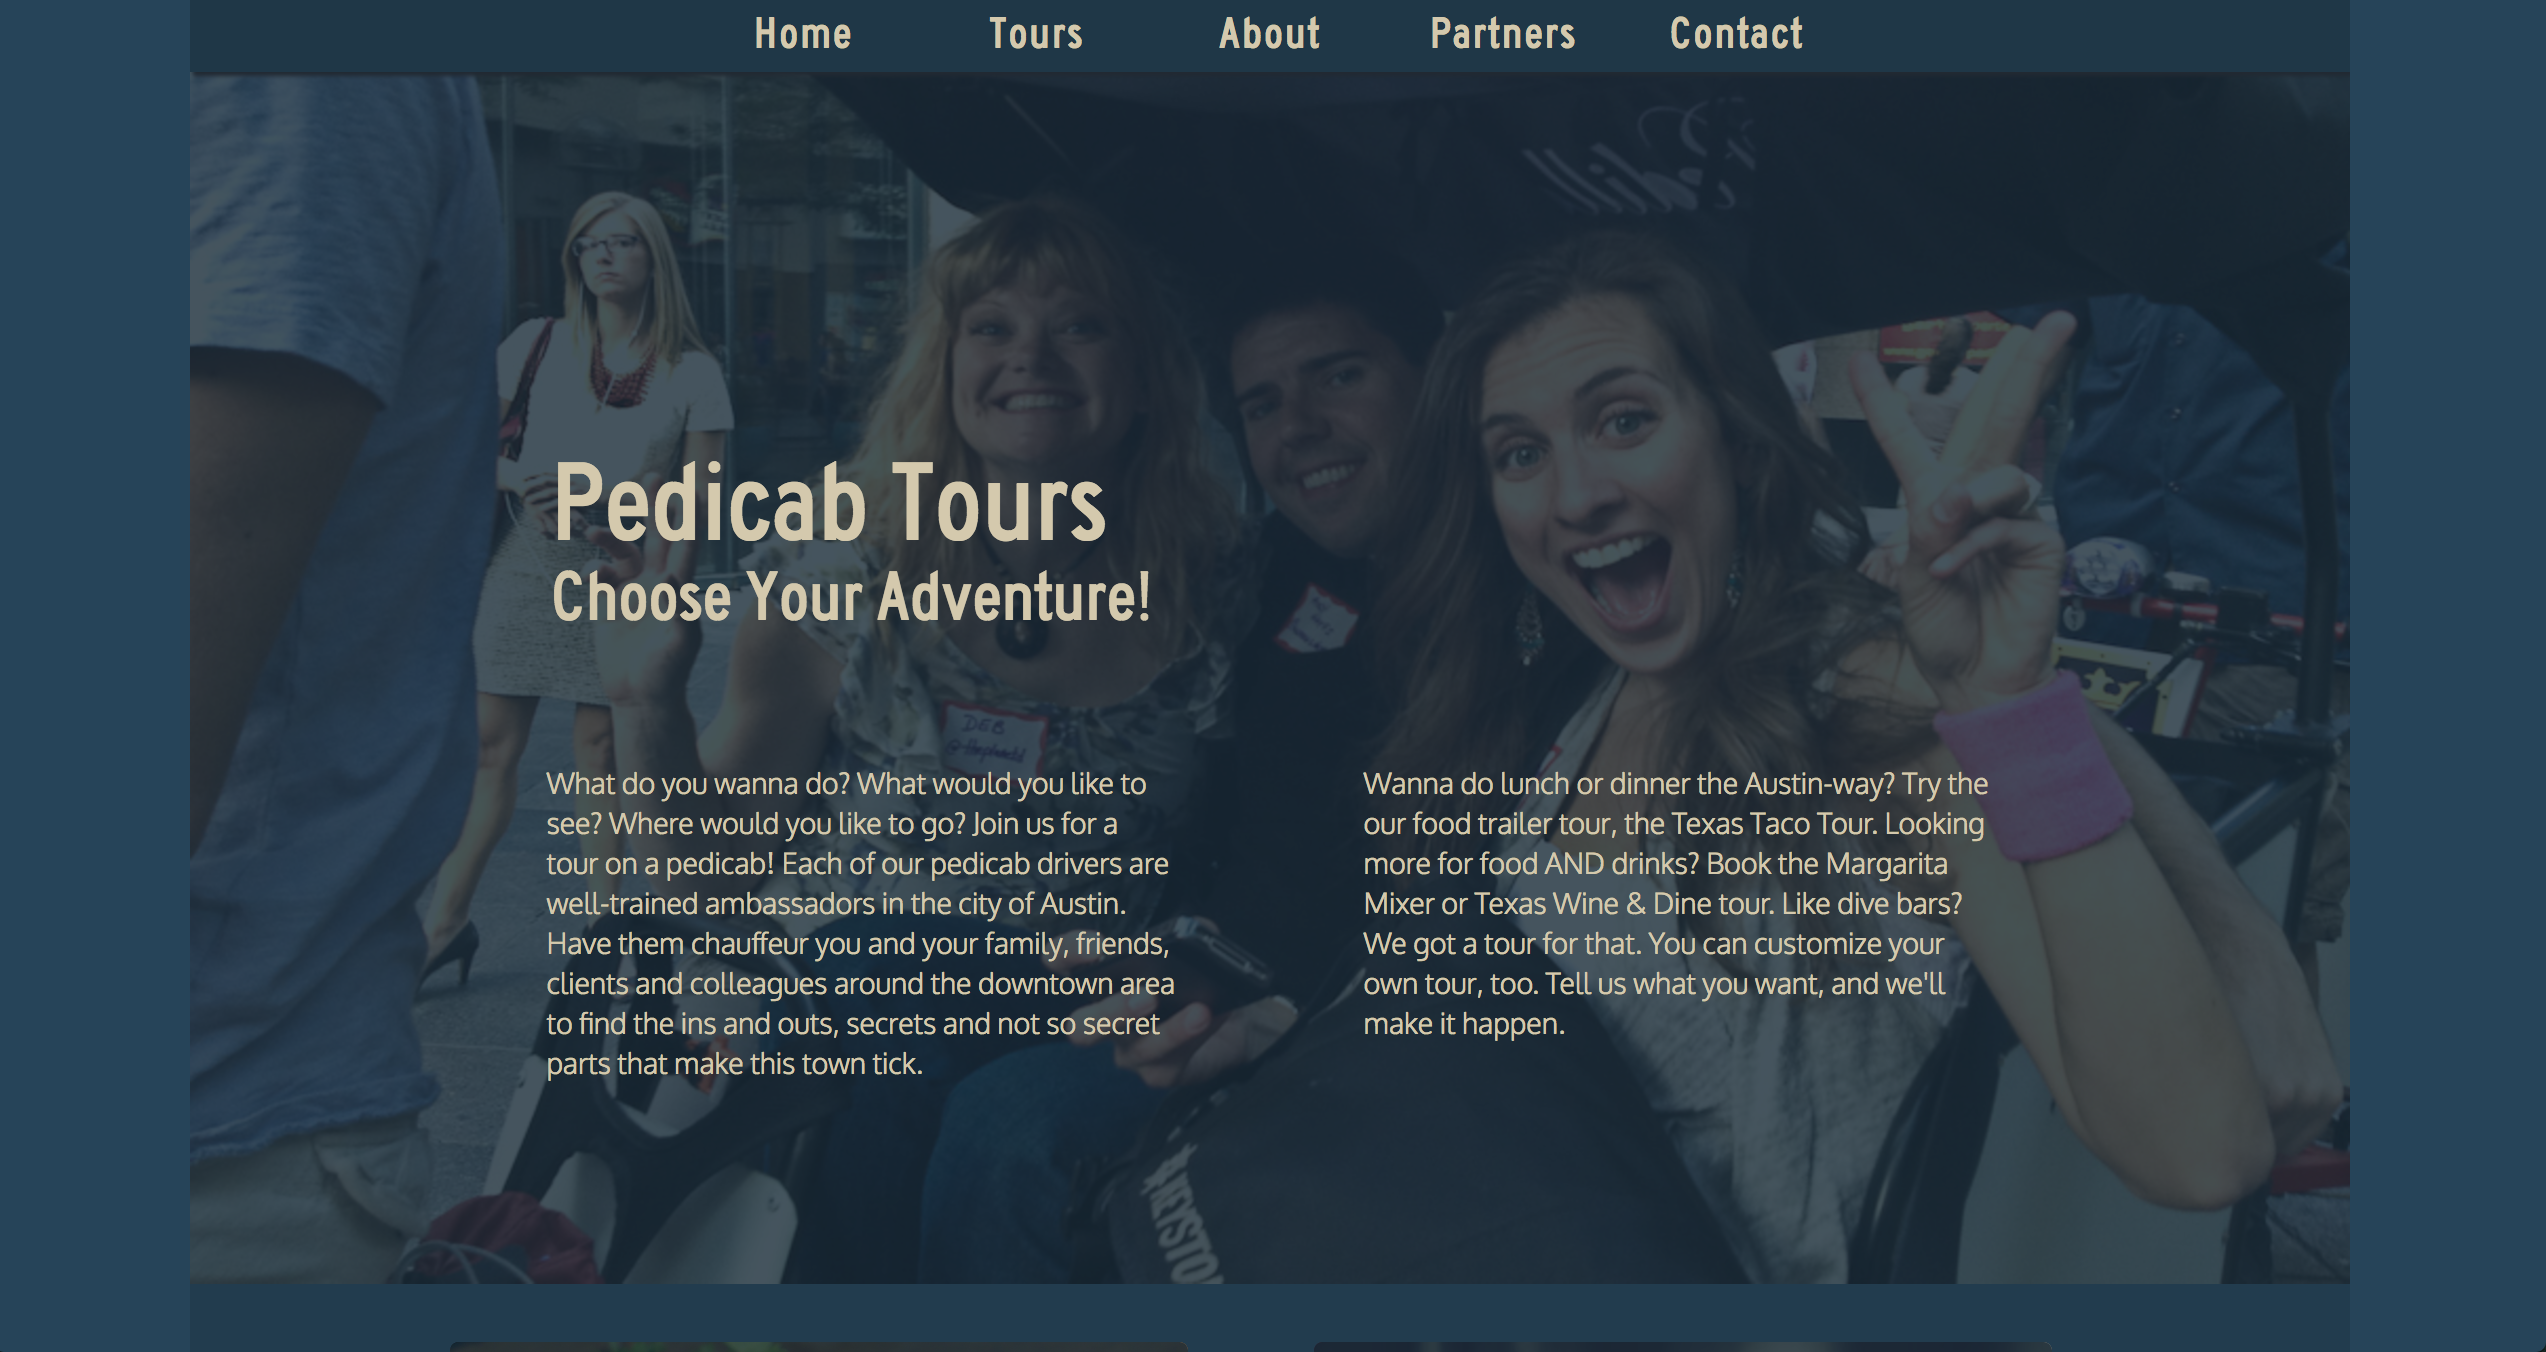 Home Tours About Partners Contact
Pedicab Tours
Choose Your Adventure!
DEB
What do you wanna do? What would you like to
see? Where would you like to go? Join us for a
tour on a pedicab! Each of our pedicab drivers are
well-trained ambassadors in the city of Austin.
Have them chauffeur you and your family, friends,
clients and colleagues around the downtown area
to find the ins and outs, secrets and not so secret
parts that make this town tick.
Wanna do lunch or dinner the Austin-way? Try the
our food trailer tour, the Texas Taco Tour. Looking
more for food AND drinks? Book the Margarita
Mixer or Texas Wine & Dine tour. Like dive bars?
We got a tour for that. You can customize your
own tour, too. Tell us what you want, and we'll
make it happen.